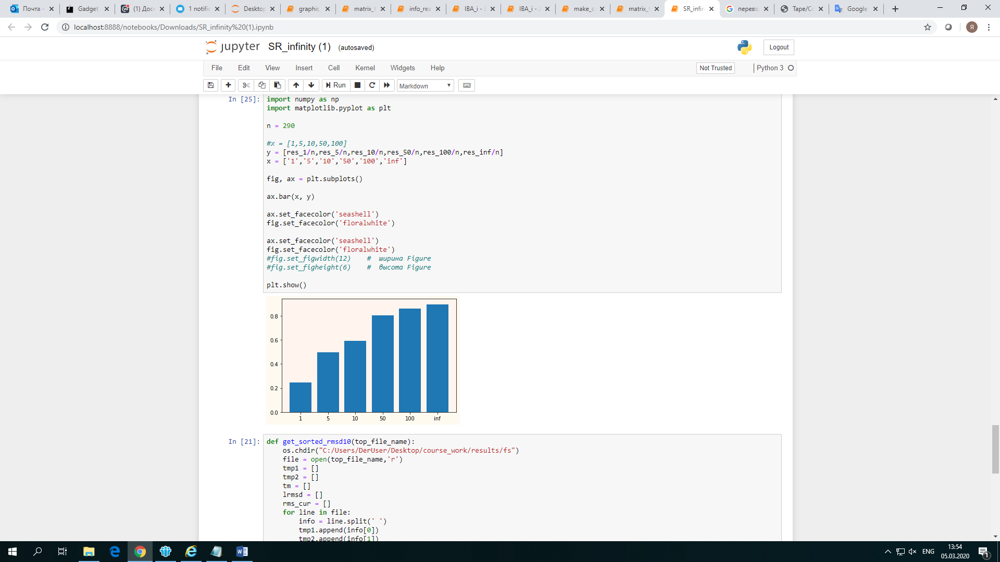 Почта -
Gadget
(1) Дос
1 notific
Desktop
graphic
matrix_t
info_rea
IBA_i - J
IBA_i - J
make_c
matrix_t
SR_infin
перево
Tape/Co
Google
localhost:8888/notebooks/Downloads/SR_infinity%20(1).ipynb
Я
jupyter SR_infinity (1) (autosaved)
Logout
File Edit View Insert Cell Kernel Widgets Help
Not Trusted
Python 3
Run
Markdown
In [25]:
import numpy as np
import matplotlib.pyplot as plt
n = 290
#x = [1,5,10,50,100]
y = [res_1/n,res_5/n,res_10/n,res_50/n,res_100/n,res_inf/n]
x = ['1','5','10','50','100','inf']
fig, ax = plt.subplots()
ax.bar(x, y)
ax.set_facecolor('seashell')
fig.set_facecolor('floralwhite')
ax.set_facecolor('seashell')
fig.set_facecolor('floralwhite')
#fig.set_figwidth(12)    #  ширина Figure
#fig.set_figheight(6)    #  высота Figure
plt.show()
0.8
0.6
0.4
0.2
0.0
1 5 10 50 100 inf
In [21]:
def get_sorted_rmsd10(top_file_name):
    os.chdir("C:/Users/DerUser/Desktop/course_work/results/fs")
    file = open(top_file_name,'r')
    tmp1 = []
    tmp2 = []
    tm = []
    lrmsd = []
    rms_cur = []
    for line in file:
        info = line.split(' ')
        tmp1.append(info[0])
        tmp2.append(info[1])
ENG
13:54
05.03.2020
1